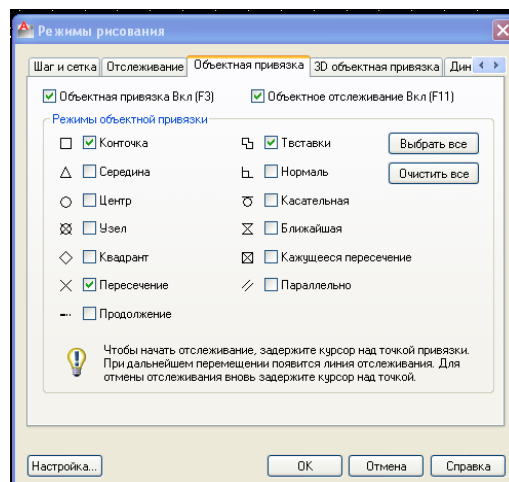 Режимы рисования
Шаг и сетка Отслеживание Объектная привязка 3D объектная привязка Дин
Объектная привязка Вкл (F3) Объектное отслеживание Вкл (F11)
Режимы объектной привязки
Конточка Твставки Выбрать все
Середина Нормаль Очистить все
Центр Касательная
Узел Ближайшая
Квадрант Кажущееся пересечение
Пересечение Параллельно
Продолжение
Чтобы начать отслеживание, задержите курсор над точкой привязки.
При дальнейшем перемещении появится линия отслеживания. Для
отмены отслеживания вновь задержите курсор над точкой.
Настройка... OK Отмена Справка